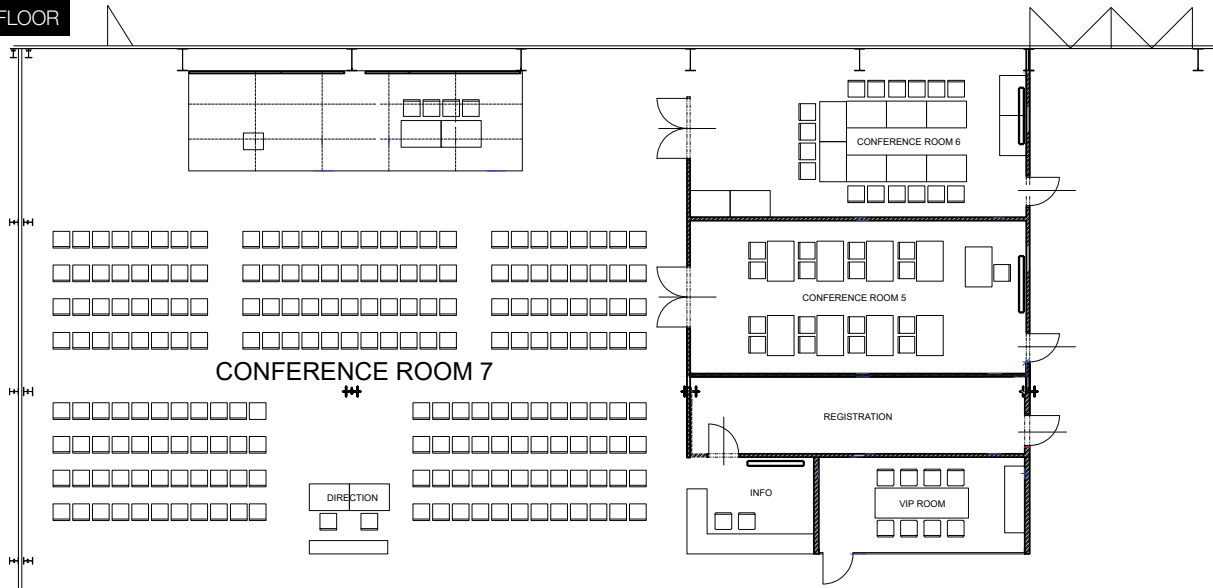 FLOOR
CONFERENCE ROOM 6
CONFERENCE ROOM 5
CONFERENCE ROOM 7
REGISTRATION
DIRECTION
INFO
VIP ROOM